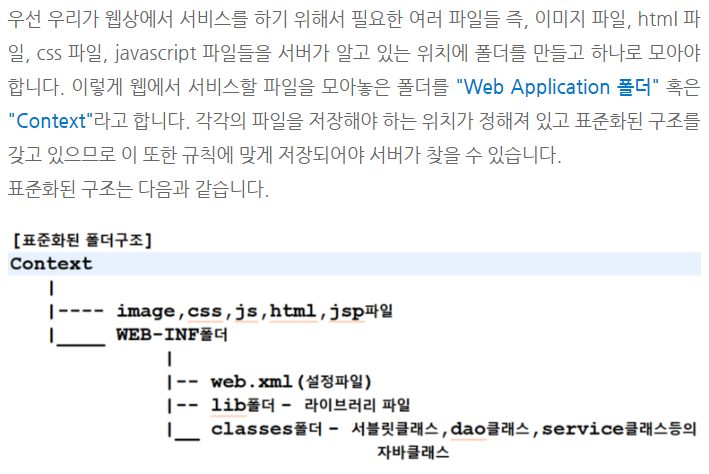 우선 우리가 웹상에서 서비스를 하기 위해서 필요한 여러 파일들 즉, 이미지 파일, html 파
일, css 파일, javascript 파일들을 서버가 알고 있는 위치에 폴더를 만들고 하나로 모아야
합니다. 이렇게 웹에서 서비스할 파일을 모아놓은 폴더를 "Web Application 폴더" 혹은
"Context"라고 합니다. 각각의 파일을 저장해야 하는 위치가 정해져 있고 표준화된 구조를
갖고 있으므로 이 또한 규칙에 맞게 저장되어야 서버가 찾을 수 있습니다.
표준화된 구조는 다음과 같습니다.
[표준화된 폴더구조]
Context
|
|---- image,css,js,html,jsp파일
|____ WEB-INF폴더
|
|-- web.xml(설정파일)
|-- lib폴더 - 라이브러리 파일
|__ classes폴더 - 서블릿클래스,dao클래스,service클래스등의
자바클래스